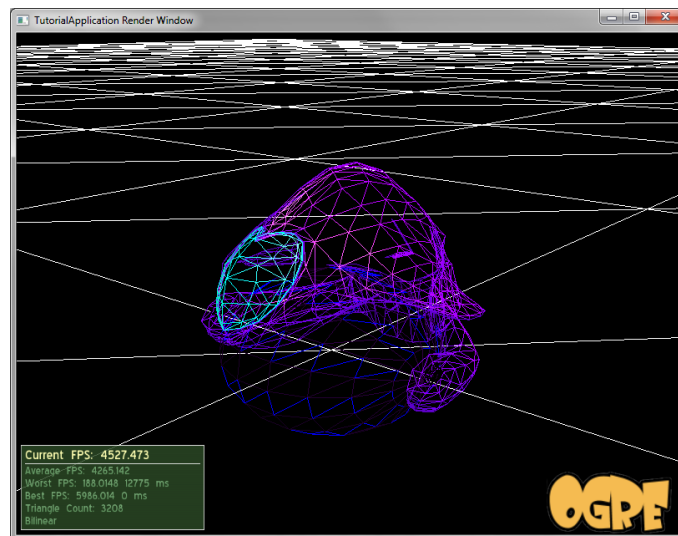 TutorialApplication Render Window
Current FPS: 4527.473
Average FPS: 4265.142
Worst FPS: 188.0148 12775 ms
Best FPS: 5986.014 0 ms
Triangle Count: 3208
Bilinear
OGRE